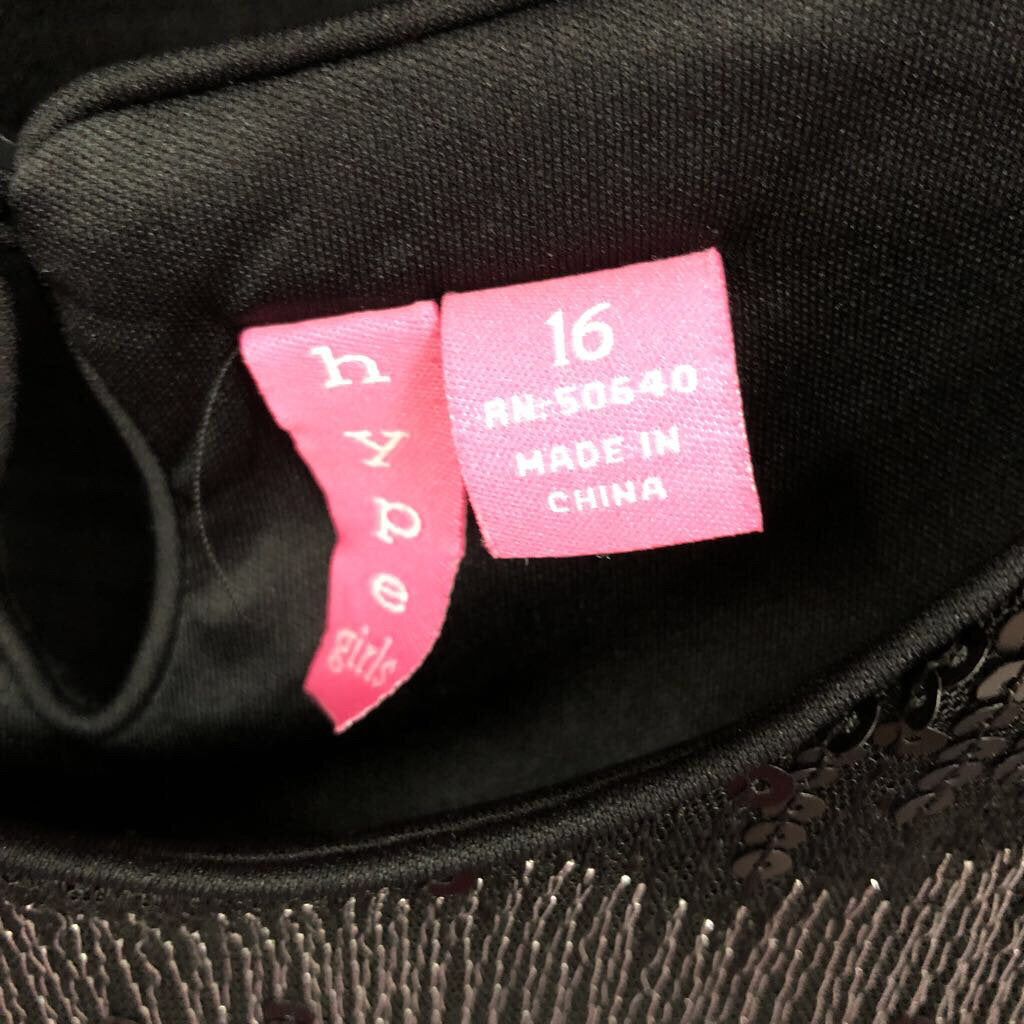 hype
girls
16
RN: 50640
MADE IN
CHINA